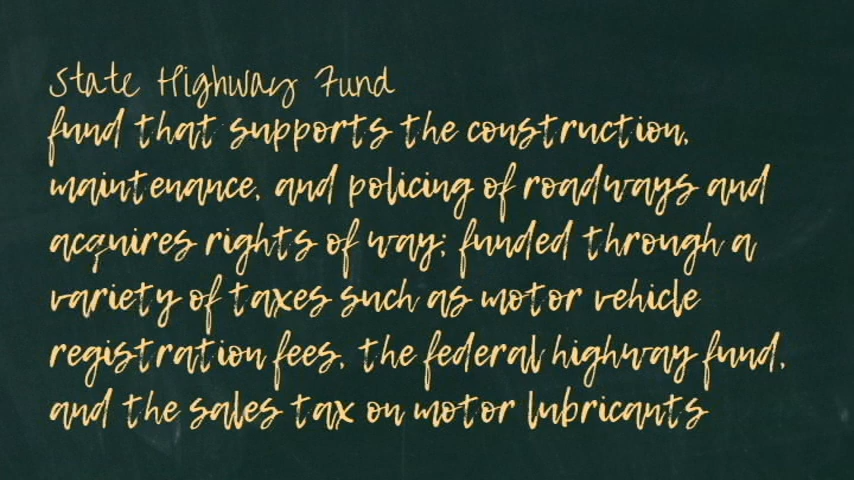 State Highway Fund
fund that supports the construction,
maintenance, and policing of roadways and
acquires rights of way; funded through a
variety of taxes such as motor vehicle
registration fees, the federal highway fund,
and the sales tax on motor lubricants